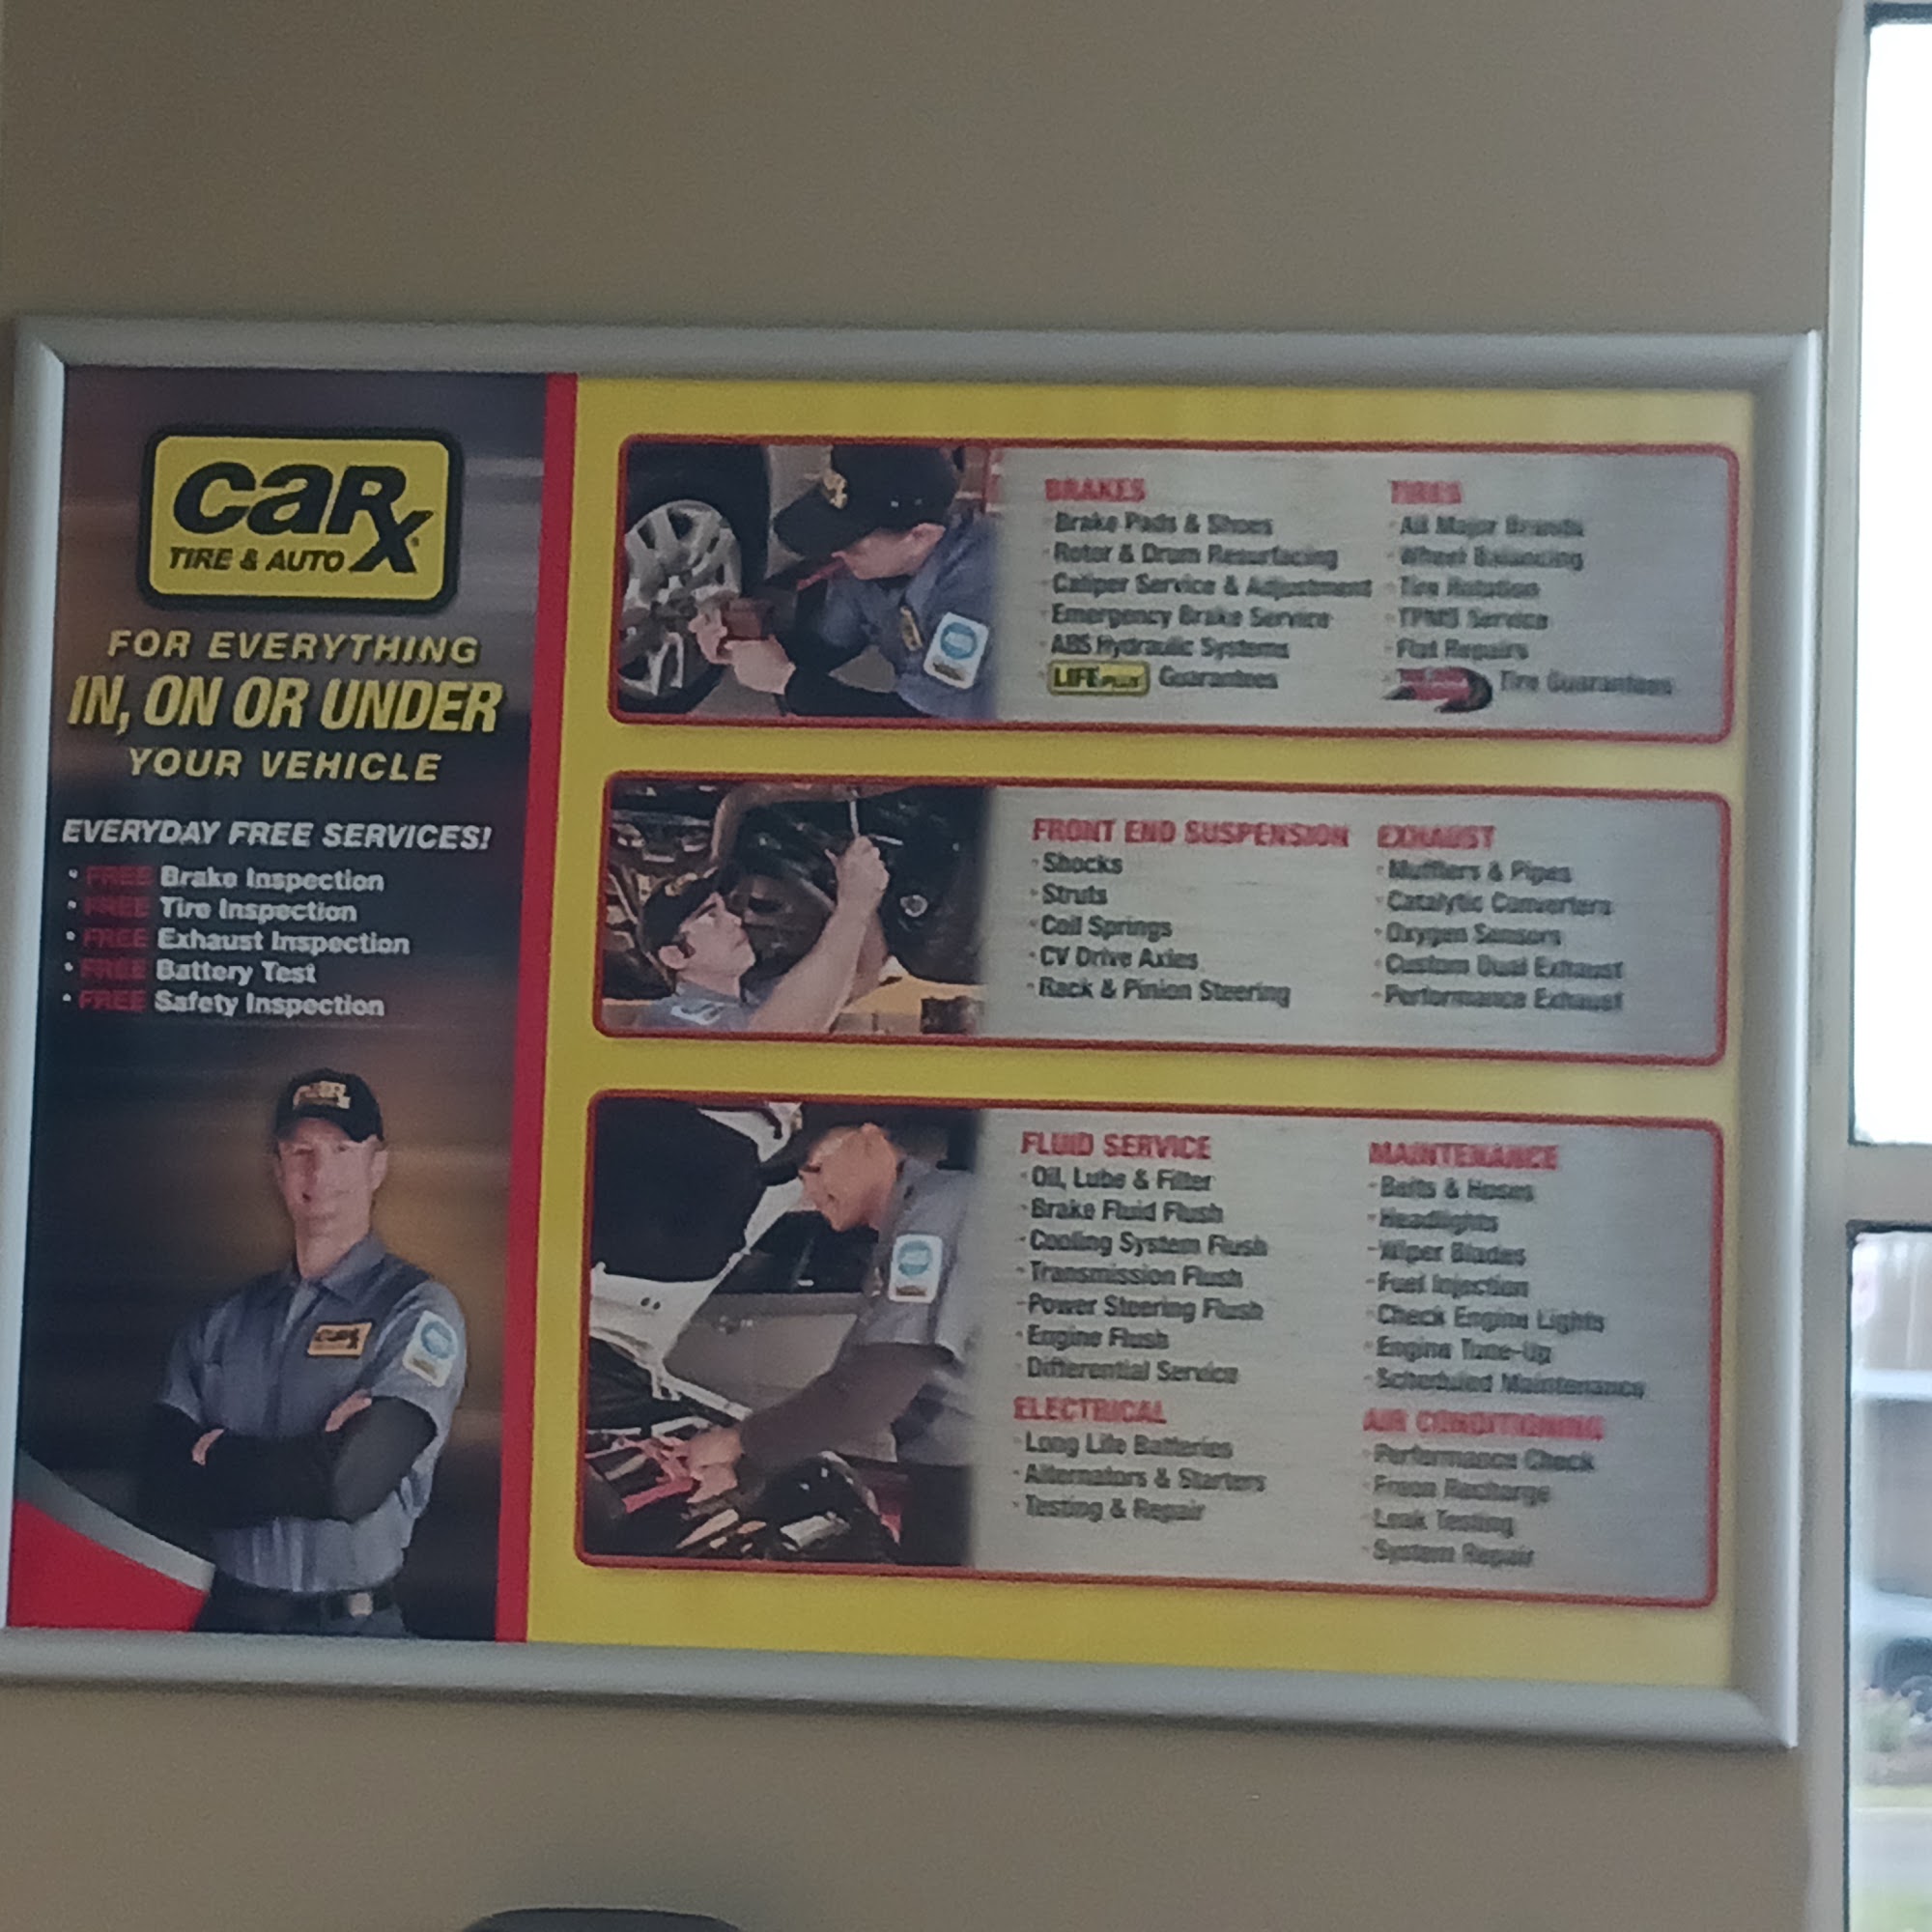 CaRx
TIRE & AUTO
FOR EVERYTHING
IN, ON OR UNDER
YOUR VEHICLE
EVERYDAY FREE SERVICES!
• FREE Brake Inspection
• FREE Tire Inspection
• FREE Exhaust Inspection
• FREE Battery Test
• FREE Safety Inspection
BRAKES
· Brake Pads & Shoes
· Rotor & Drum Resurfacing
· Caliper Service & Adjustment
· Emergency Brake Service
· ABS Hydraulic Systems
· LIFEPLUS Guarantees
TIRES
· All Major Brands
· Wheel Balancing
· Tire Rotation
· TPMS Service
· Flat Repairs
Tire Guarantees
FRONT END SUSPENSION
· Shocks
· Struts
· Coil Springs
· CV Drive Axles
· Rack & Pinion Steering
EXHAUST
· Mufflers & Pipes
· Catalytic Converters
· Oxygen Sensors
· Custom Dual Exhaust
· Performance Exhaust
FLUID SERVICE
· Oil, Lube & Filter
· Brake Fluid Flush
· Cooling System Flush
· Transmission Flush
· Power Steering Flush
· Engine Flush
· Differential Service
ELECTRICAL
· Long Life Batteries
· Alternators & Starters
· Testing & Repair
MAINTENANCE
· Belts & Hoses
· Headlights
· Wiper Blades
· Fuel Injection
· Check Engine Lights
· Engine Tune-Up
· Scheduled Maintenance
AIR CONDITIONING
· Performance Check
· Freon Recharge
· Leak Testing
· System Repair